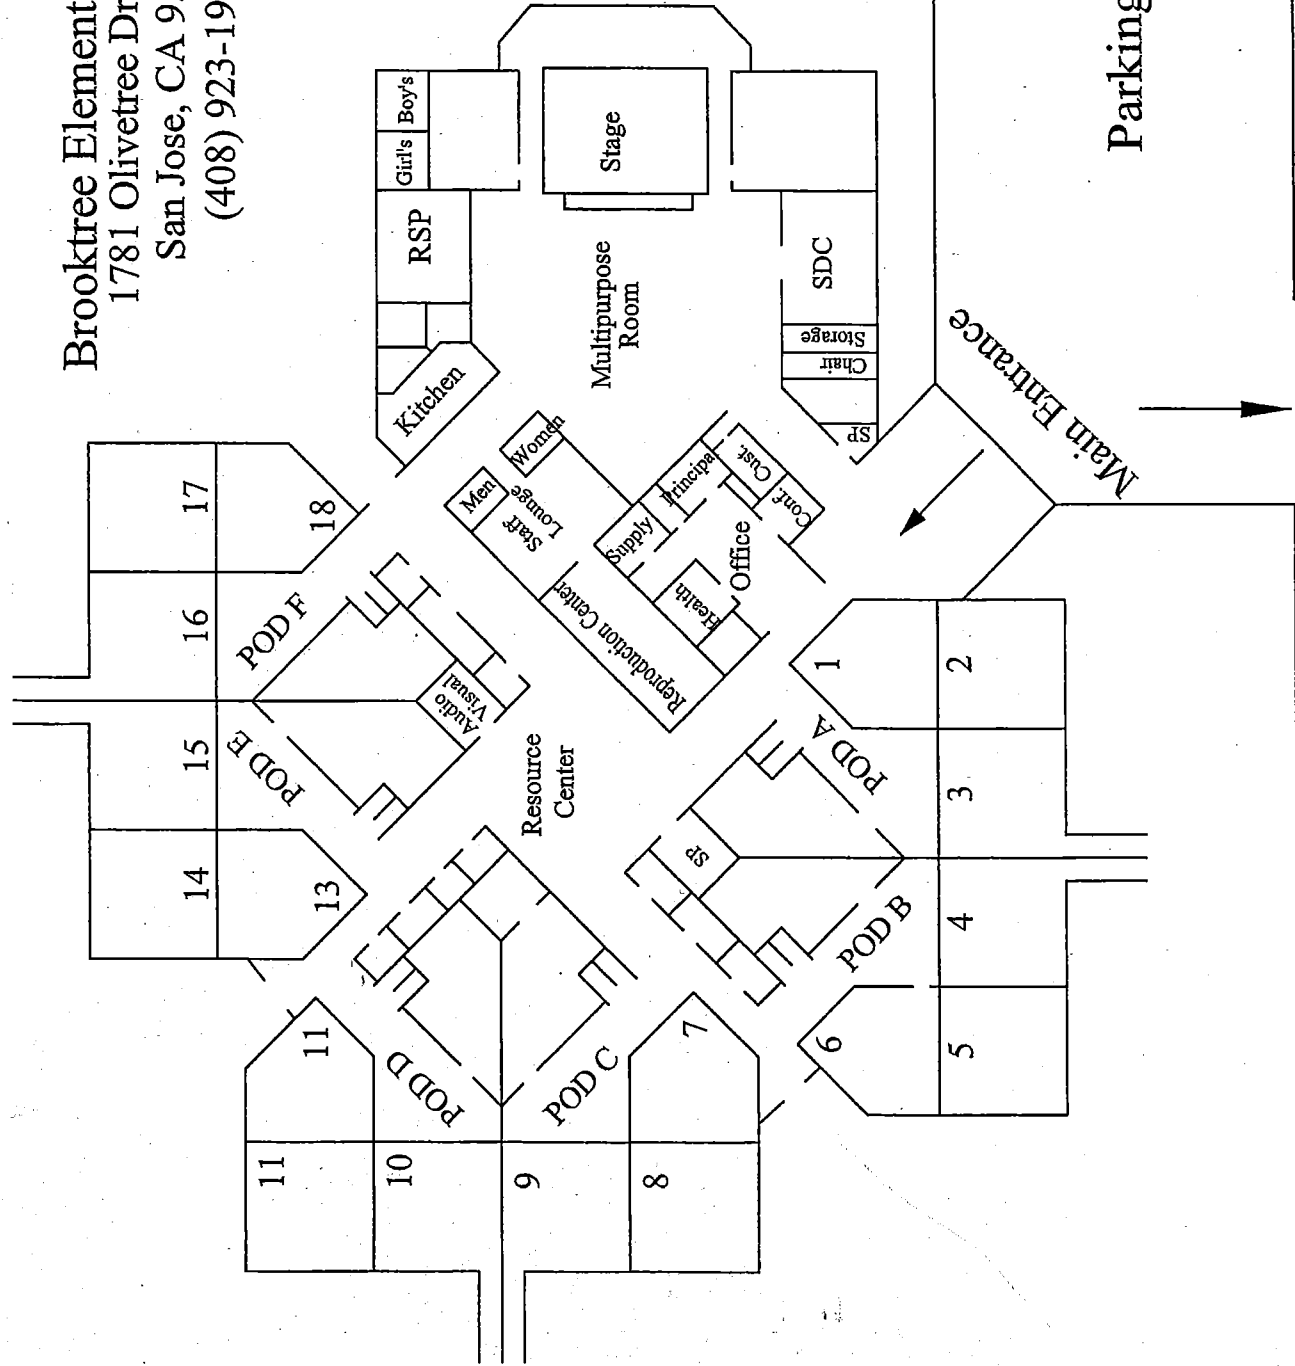 Brooktree Element
1781 Olivetree Dr
San Jose, CA 9
(408) 923-19
Parking
Main Entrance
Boy's
Girl's
RSP
Kitchen
Stage
Multipurpose
Room
SDC
Storage
Chair
SP
Women
Men
Staff
Lounge
Supply
Principal
Cust.
Conf.
Office
Health
Reproduction Center
Resource
Center
Audio
Visual
SP
POD A
1
2
3
POD B
4
5
6
POD C
7
8
9
POD D
10
11
11
POD E
13
14
15
POD F
16
17
18